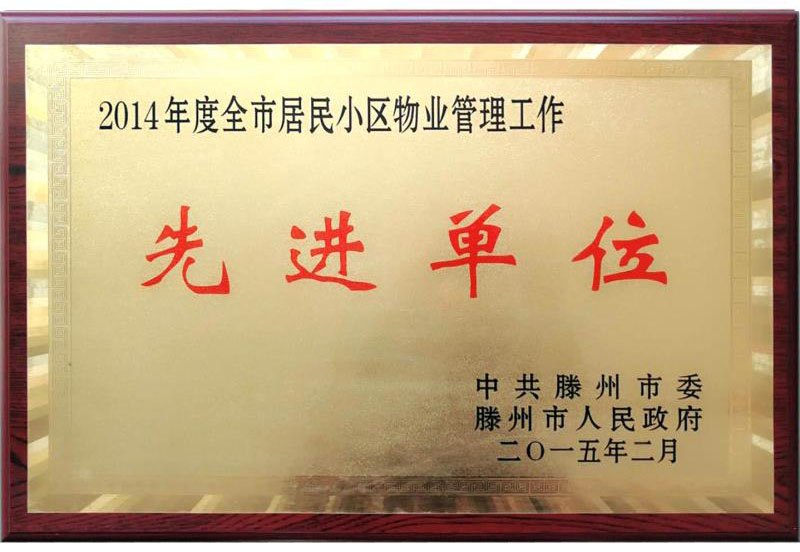 2014年度全市居民小区物业管理工作
先进单位
中共滕州市委
滕州市人民政府
二〇一五年二月